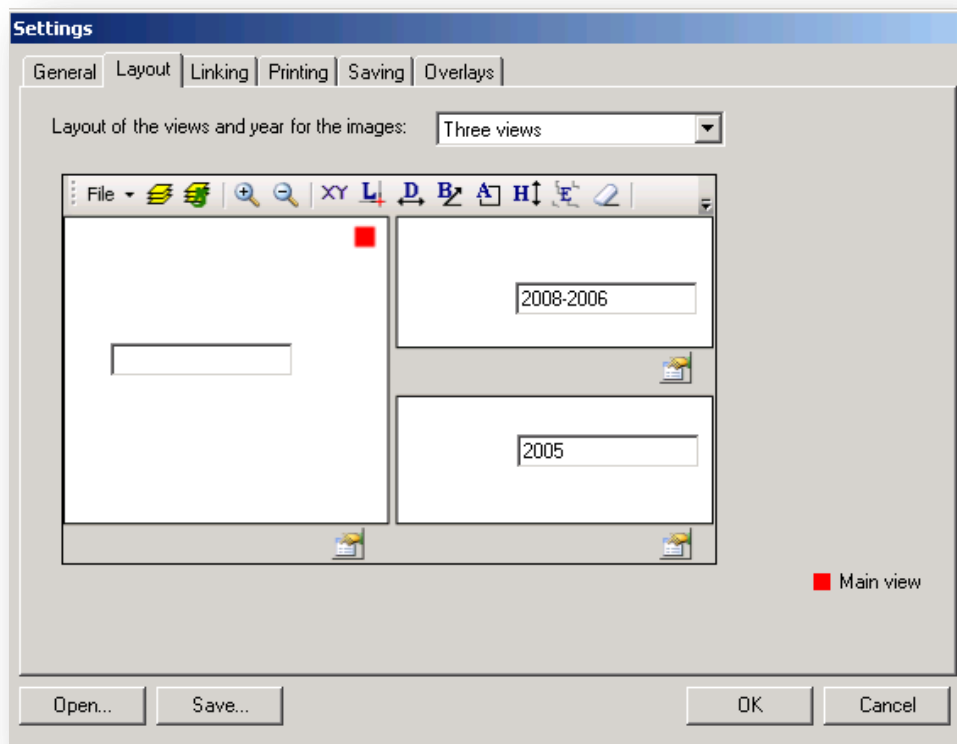 Settings
General Layout Linking Printing Saving Overlays
Layout of the views and year for the images: Three views
File XY L D B A H E
2008-2006
2005
Main view
Open... Save... OK Cancel